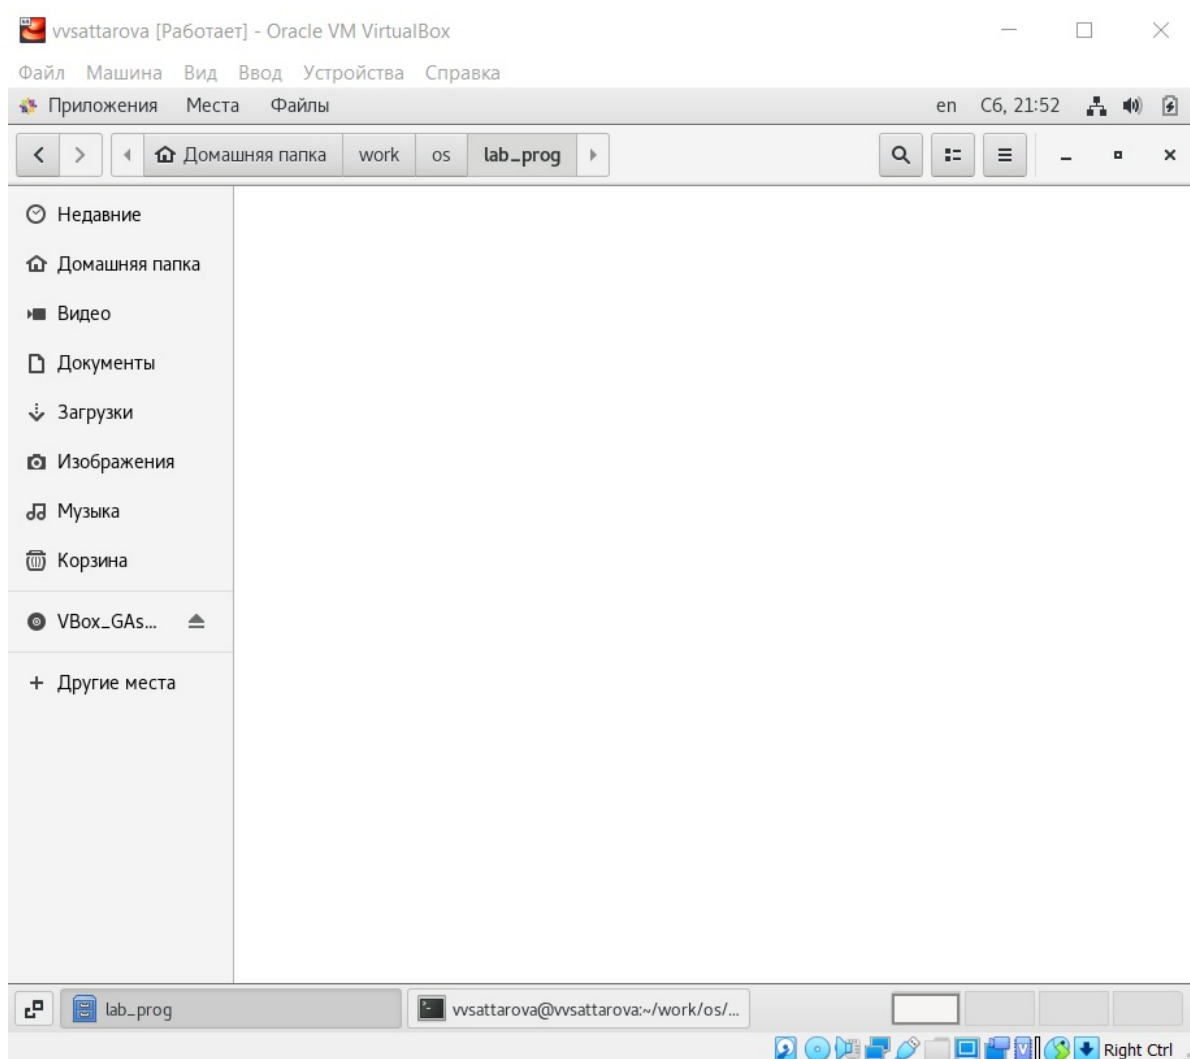 vvsattarova [Работает] - Oracle VM VirtualBox
Файл Машина Вид Ввод Устройства Справка
Приложения Места Файлы en Сб, 21:52
Домашняя папка work os lab_prog
Недавние
Домашняя папка
Видео
Документы
Загрузки
Изображения
Музыка
Корзина
VBox_GAs...
Другие места
lab_prog vvsattarova@vvsattarova:~/work/os/...
Right Ctrl